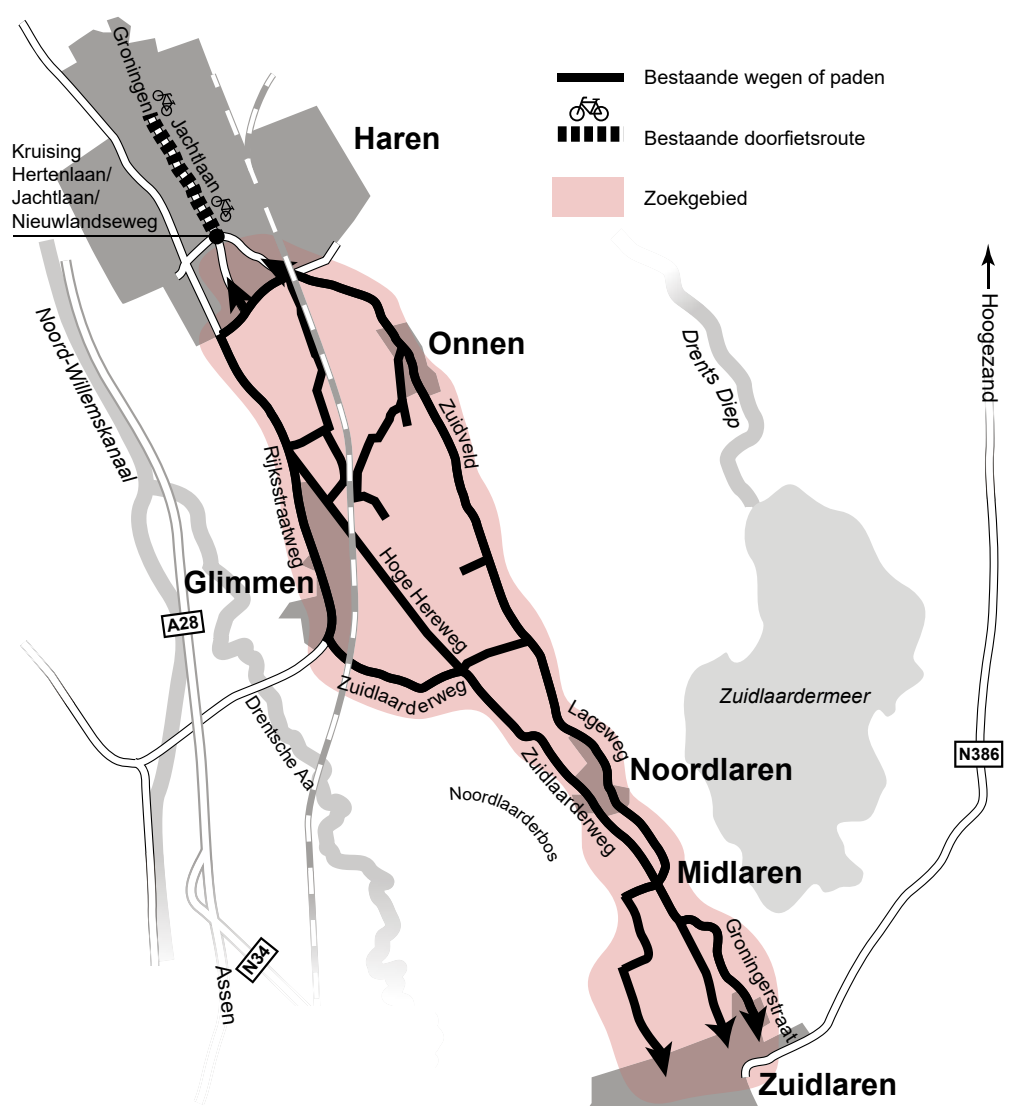 Groningen
Jachtlaan
Haren
Kruising
Hertenlaan/
Jachtlaan/
Nieuwlandseweg
Bestaande wegen of paden
Bestaande doorfietsroute
Zoekgebied
Noord-Willemskanaal
Onnen
Zuidveld
Drents Diep
Hoogezand
Rijksstraatweg
Glimmen
Hoge Hereweg
A28
Zuidlaarderweg
Drentsche Aa
Lageweg
Zuidlaardermeer
N386
Noordlaren
Zuidlaarderweg
Noordlaarderbos
Midlaren
Groningerstraat
N34
Assen
Zuidlaren